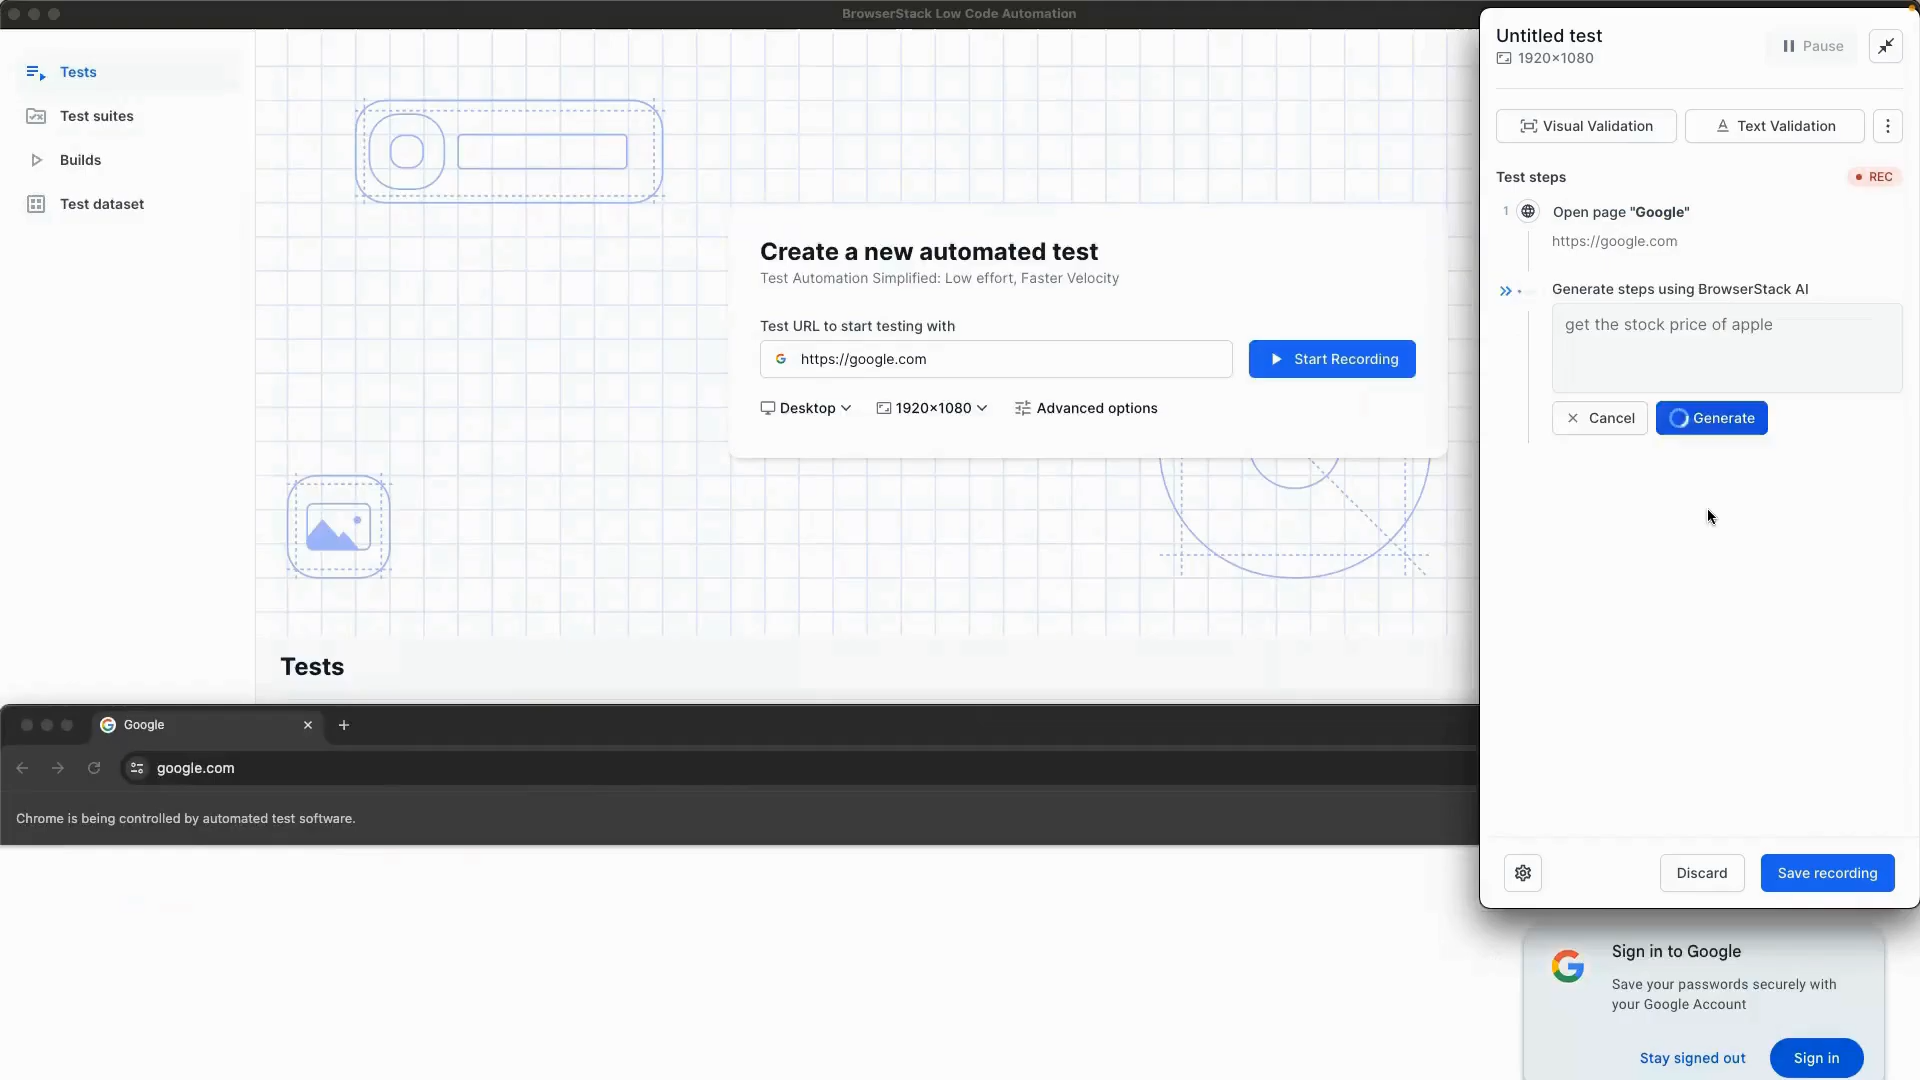 BrowserStack Low Code Automation
Tests
Test suites
Builds
Test dataset
Create a new automated test
Test Automation Simplified: Low effort, Faster Velocity
Test URL to start testing with
https://google.com
Start Recording
Desktop
1920×1080
Advanced options
Tests
Google
google.com
Chrome is being controlled by automated test software.
Untitled test
1920×1080
Pause
Visual Validation
Text Validation
Test steps
REC
1
Open page "Google"
https://google.com
Generate steps using BrowserStack AI
get the stock price of apple
Cancel
Generate
Discard
Save recording
Sign in to Google
Save your passwords securely with
your Google Account
Stay signed out
Sign in